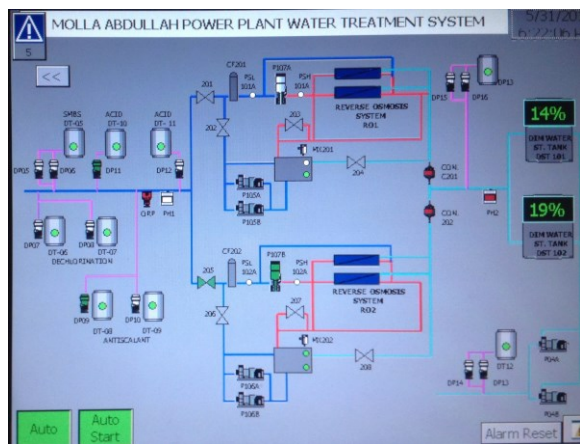 MOLLA ABDULLAH POWER PLANT WATER TREATMENT SYSTEM
5
<<
CF201
201
PSL
101A
P107A
PSH
101A
DP15
DP16
DP13
14%
SMBS
DT-05
ACID
DT-10
ACID
DT-11
202
203
REVERSE OSMOSIS
SYSTEM
RO1
DIM WATER
ST. TANK
DST 101
DP05
DP06
DP11
DP12
204
CON.
C201
P105A
P105B
ORP
PH1
PH2
19%
CON.
202
DP07
DT-06
DP08
DT-07
DECHLORINATION
CF202
205
PSL
102A
P107B
PSH
102A
DIM WATER
ST. TANK
DST 102
206
207
REVERSE OSMOSIS
SYSTEM
RO2
DP09
DP10
DT-08
DT-09
ANTISCALANT
208
DT12
P106A
P106B
DP14
DP13
Auto
Auto
Start
Alarm Reset